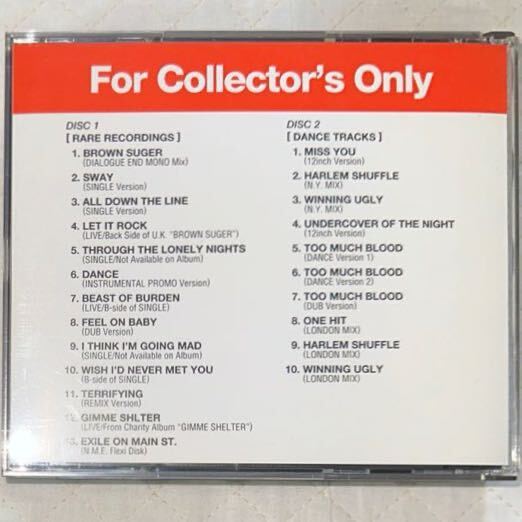 For Collector's Only
DISC 1
[ RARE RECORDINGS ]
1. BROWN SUGER
(DIALOGUE END MONO Mix)
2. SWAY
(SINGLE Version)
3. ALL DOWN THE LINE
(SINGLE Version)
4. LET IT ROCK
(LIVE/Back Side of U.K. "BROWN SUGER")
5. THROUGH THE LONELY NIGHTS
(SINGLE/Not Available on Album)
6. DANCE
(INSTRUMENTAL PROMO Version)
7. BEAST OF BURDEN
(LIVE/B-side of SINGLE)
8. FEEL ON BABY
(DUB Version)
9. I THINK I'M GOING MAD
(SINGLE/Not Available on Album)
10. WISH I'D NEVER MET YOU
(B-side of SINGLE)
11. TERRIFYING
(REMIX Version)
12. GIMME SHLTER
(LIVE/From Charity Album "GIMME SHELTER")
13. EXILE ON MAIN ST.
(N.M.E. Flexi Disk)
DISC 2
[ DANCE TRACKS ]
1. MISS YOU
(12inch Version)
2. HARLEM SHUFFLE
(N.Y. MIX)
3. WINNING UGLY
(N.Y. MIX)
4. UNDERCOVER OF THE NIGHT
(12inch Version)
5. TOO MUCH BLOOD
(DANCE Version 1)
6. TOO MUCH BLOOD
(DANCE Version 2)
7. TOO MUCH BLOOD
(DUB Version)
8. ONE HIT
(LONDON MIX)
9. HARLEM SHUFFLE
(LONDON MIX)
10. WINNING UGLY
(LONDON MIX)